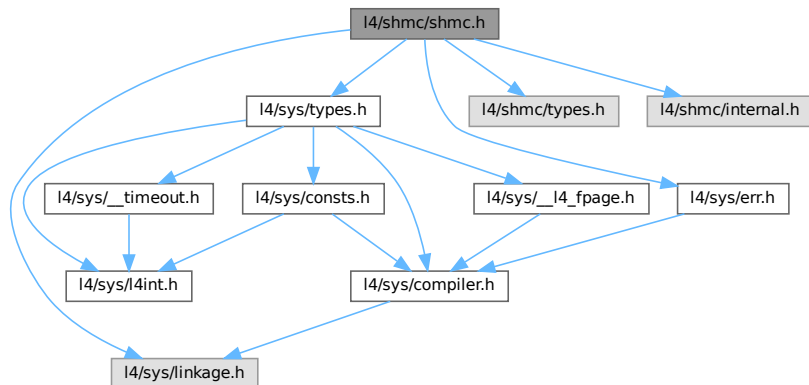 l4/shmc/shmc.h
l4/sys/types.h
l4/shmc/types.h
l4/shmc/internal.h
l4/sys/__timeout.h
l4/sys/consts.h
l4/sys/__l4_fpage.h
l4/sys/err.h
l4/sys/l4int.h
l4/sys/compiler.h
l4/sys/linkage.h